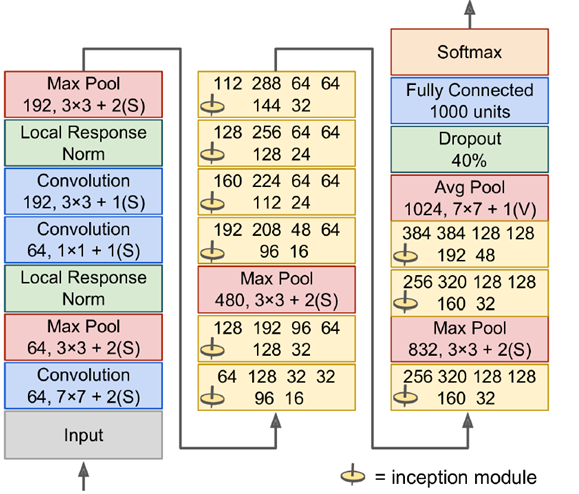 Max Pool
192, 3×3 + 2(S)
Local Response
Norm
Convolution
192, 3×3 + 1(S)
Convolution
64, 1×1 + 1(S)
Local Response
Norm
Max Pool
64, 3×3 + 2(S)
Convolution
64, 7×7 + 2(S)
Input
112 288 64 64
144 32
128 256 64 64
128 24
160 224 64 64
112 24
192 208 48 64
96 16
Max Pool
480, 3×3 + 2(S)
128 192 96 64
128 32
64 128 32 32
96 16
Softmax
Fully Connected
1000 units
Dropout
40%
Avg Pool
1024, 7×7 + 1(V)
384 384 128 128
192 48
256 320 128 128
160 32
Max Pool
832, 3×3 + 2(S)
256 320 128 128
160 32
= inception module